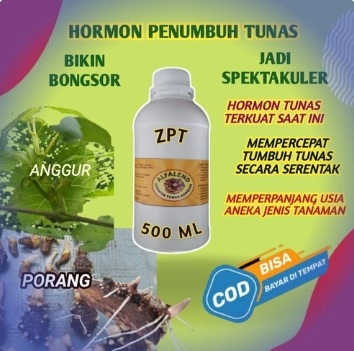 HORMON PENUMBUH TUNAS
BIKIN
BONGSOR
JADI
SPEKTAKULER
HORMON TUNAS
TERKUAT SAAT INI
ZPT
MEMPERCEPAT
TUMBUH TUNAS
SECARA SERENTAK
ANGGUR
ALFALEND
MEMPERPANJANG USIA
ANEKA JENIS TANAMAN
500 ML
PORANG
COD
BISA
BAYAR DI TEMPAT